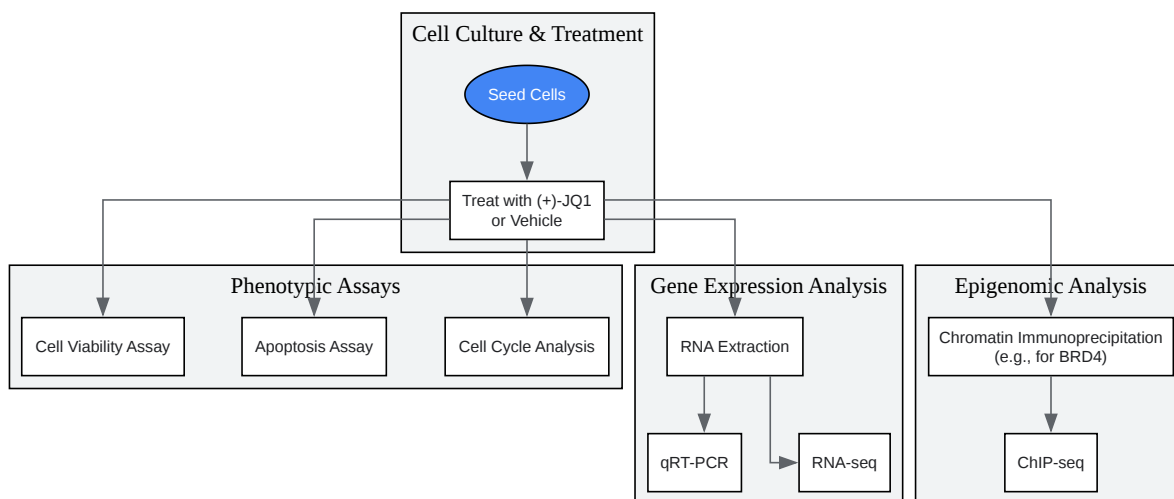 Cell Culture & Treatment
Seed Cells
Treat with (+)-JQ1
or Vehicle
Phenotypic Assays
Cell Viability Assay
Apoptosis Assay
Cell Cycle Analysis
Gene Expression Analysis
RNA Extraction
qRT-PCR
RNA-seq
Epigenomic Analysis
Chromatin Immunoprecipitation
(e.g., for BRD4)
ChIP-seq